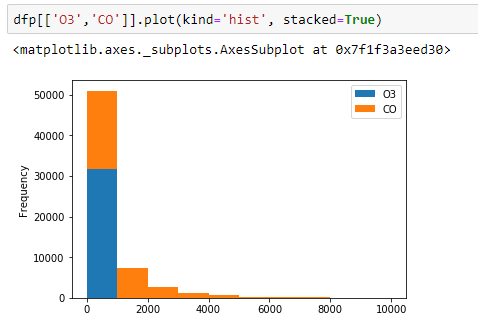 dfp[['O3','CO']].plot(kind='hist', stacked=True)
<matplotlib.axes._subplots.AxesSubplot at 0x7f1f3a3eed30>
50000
40000
30000
20000
10000
0
Frequency
O3
CO
0 2000 4000 6000 8000 10000